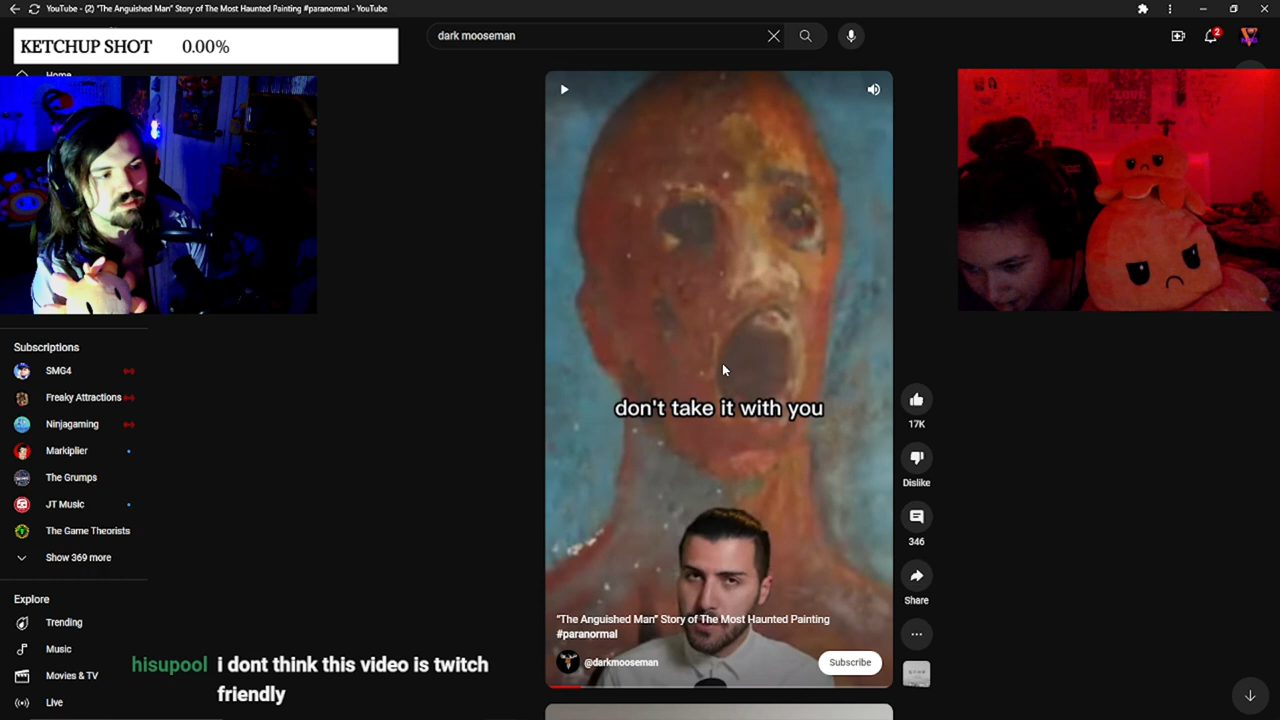 YouTube - (2) "The Anguished Man" Story of The Most Haunted Painting #paranormal - YouTube
KETCHUP SHOT 0.00%
dark mooseman
2
Home
LOVE
Subscriptions
SMG4
Freaky Attractions
Ninjagaming
Markiplier
The Grumps
JT Music
The Game Theorists
Show 369 more
Explore
Trending
Music
Movies & TV
Live
don't take it with you
"The Anguished Man" Story of The Most Haunted Painting
#paranormal
@darkmooseman
Subscribe
17K
Dislike
346
Share
hisupool i dont think this video is twitch
friendly